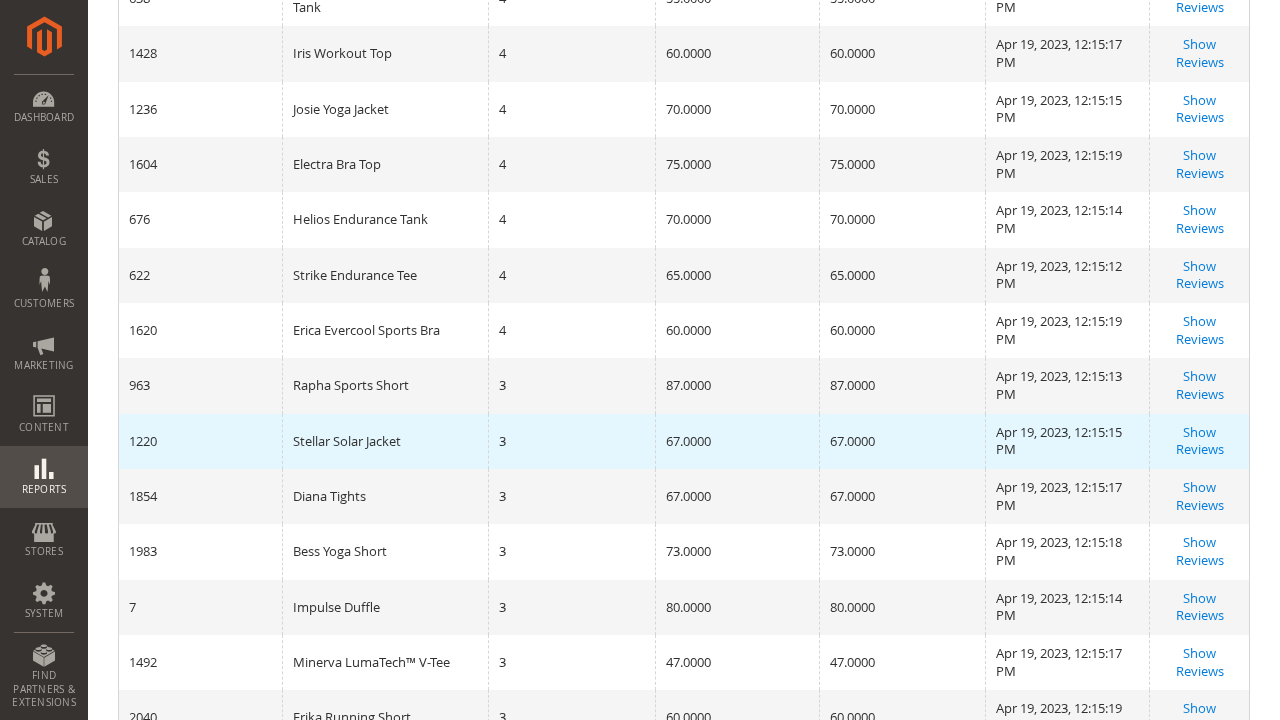 Tank PM Reviews
1428 Iris Workout Top 4 60.0000 60.0000 Apr 19, 2023, 12:15:17 PM Show Reviews
1236 Josie Yoga Jacket 4 70.0000 70.0000 Apr 19, 2023, 12:15:15 PM Show Reviews
1604 Electra Bra Top 4 75.0000 75.0000 Apr 19, 2023, 12:15:19 PM Show Reviews
676 Helios Endurance Tank 4 70.0000 70.0000 Apr 19, 2023, 12:15:14 PM Show Reviews
622 Strike Endurance Tee 4 65.0000 65.0000 Apr 19, 2023, 12:15:12 PM Show Reviews
1620 Erica Evercool Sports Bra 4 60.0000 60.0000 Apr 19, 2023, 12:15:19 PM Show Reviews
963 Rapha Sports Short 3 87.0000 87.0000 Apr 19, 2023, 12:15:13 PM Show Reviews
1220 Stellar Solar Jacket 3 67.0000 67.0000 Apr 19, 2023, 12:15:15 PM Show Reviews
1854 Diana Tights 3 67.0000 67.0000 Apr 19, 2023, 12:15:17 PM Show Reviews
1983 Bess Yoga Short 3 73.0000 73.0000 Apr 19, 2023, 12:15:18 PM Show Reviews
7 Impulse Duffle 3 80.0000 80.0000 Apr 19, 2023, 12:15:14 PM Show Reviews
1492 Minerva LumaTech™ V-Tee 3 47.0000 47.0000 Apr 19, 2023, 12:15:17 PM Show Reviews
2040 Erika Running Short 3 60.0000 60.0000 Apr 19, 2023, 12:15:19 Show
DASHBOARD
SALES
CATALOG
CUSTOMERS
MARKETING
CONTENT
REPORTS
STORES
SYSTEM
FIND
PARTNERS &
EXTENSIONS